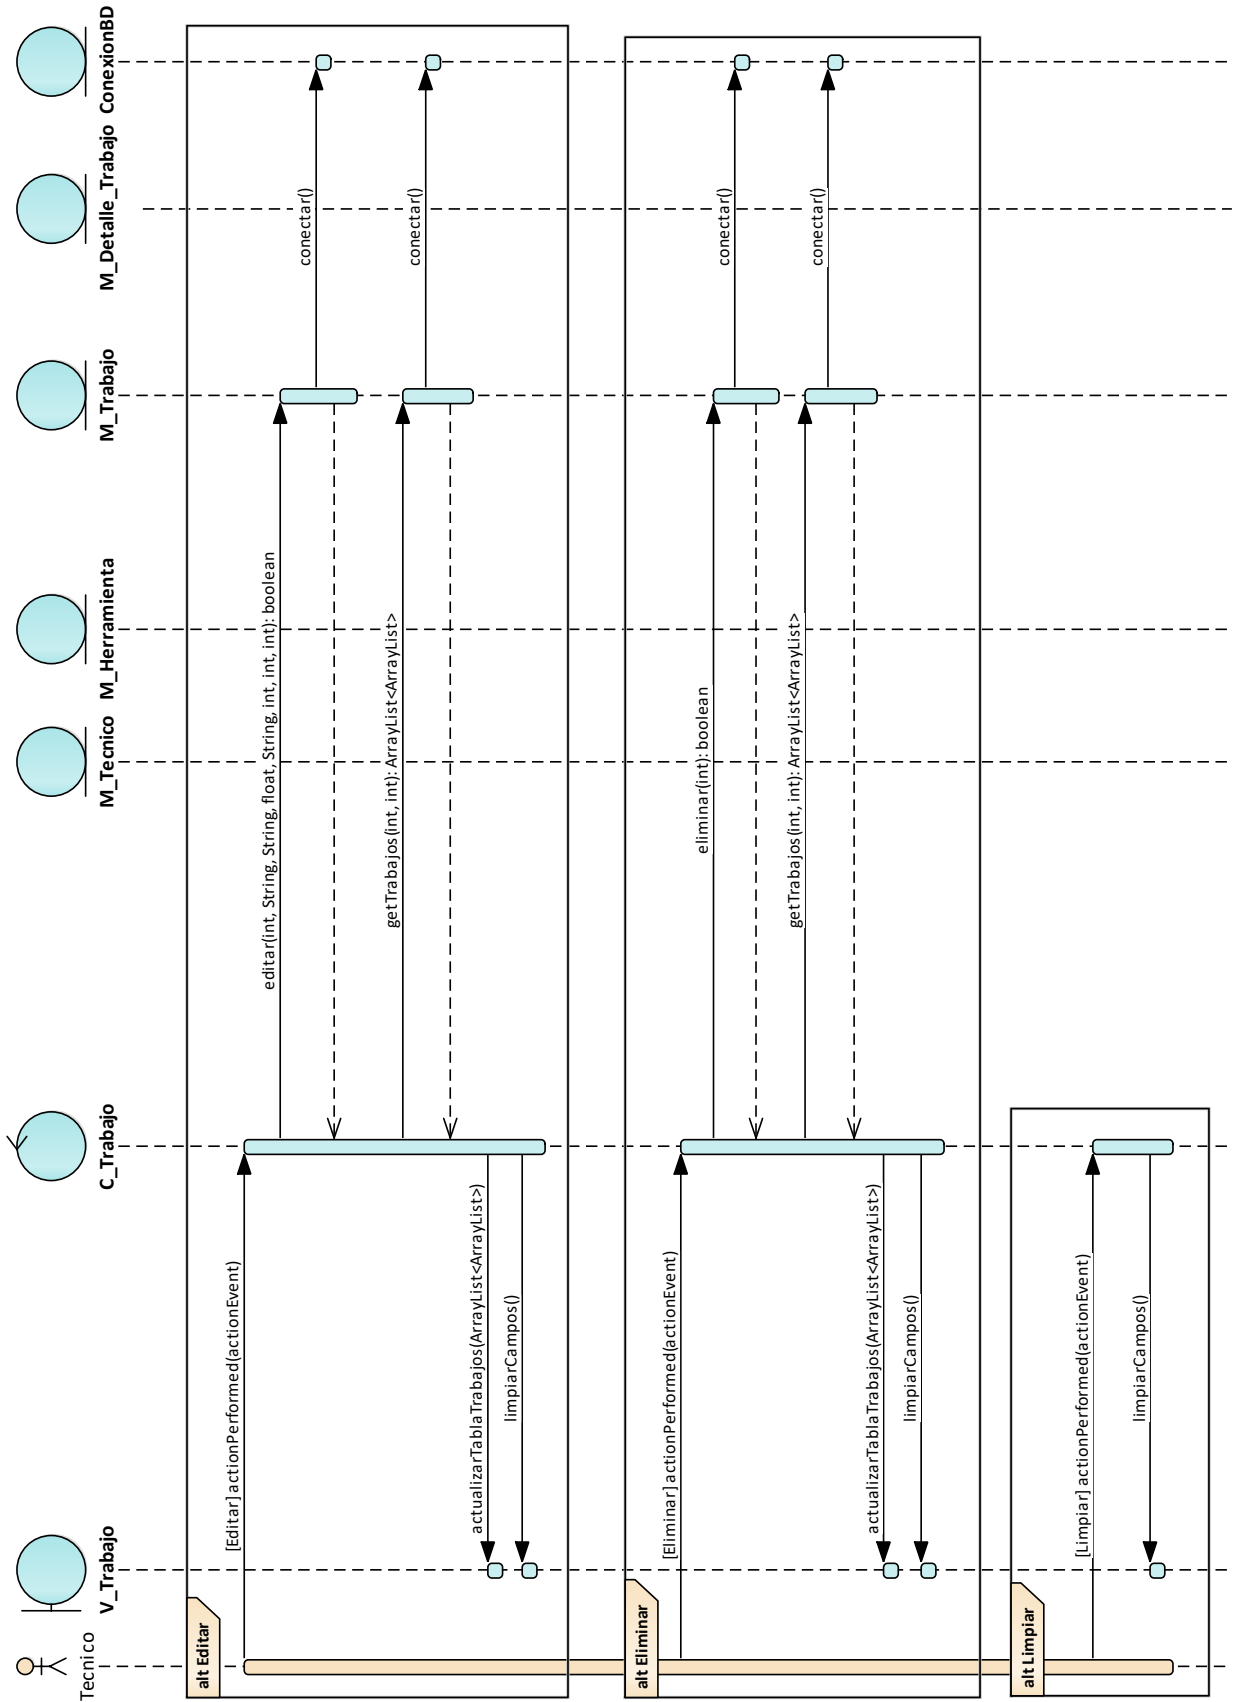 Tecnico
V_Trabajo
C_Trabajo
M_Tecnico
M_Herramienta
M_Trabajo
M_Detalle_Trabajo
ConexionBD
alt Editar
[Editar] actionPerformed(actionEvent)
editar(int, String, String, float, String, int, int, int): boolean
conectar()
getTrabajos(int, int): ArrayList<ArrayList>
conectar()
actualizarTablaTrabajos(ArrayList<ArrayList>)
limpiarCampos()
alt Eliminar
[Eliminar] actionPerformed(actionEvent)
eliminar(int): boolean
conectar()
getTrabajos(int, int): ArrayList<ArrayList>
conectar()
actualizarTablaTrabajos(ArrayList<ArrayList>)
limpiarCampos()
alt Limpiar
[Limpiar] actionPerformed(actionEvent)
limpiarCampos()